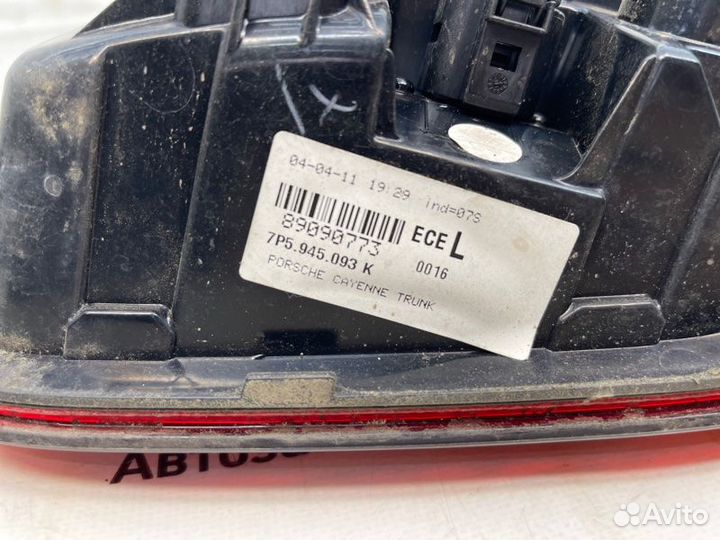 04-04-11 19:29 ind=07S
89090773
ECE L
7P5.945.093 K
0016
PORSCHE CAYENNE TRUNK
Avito